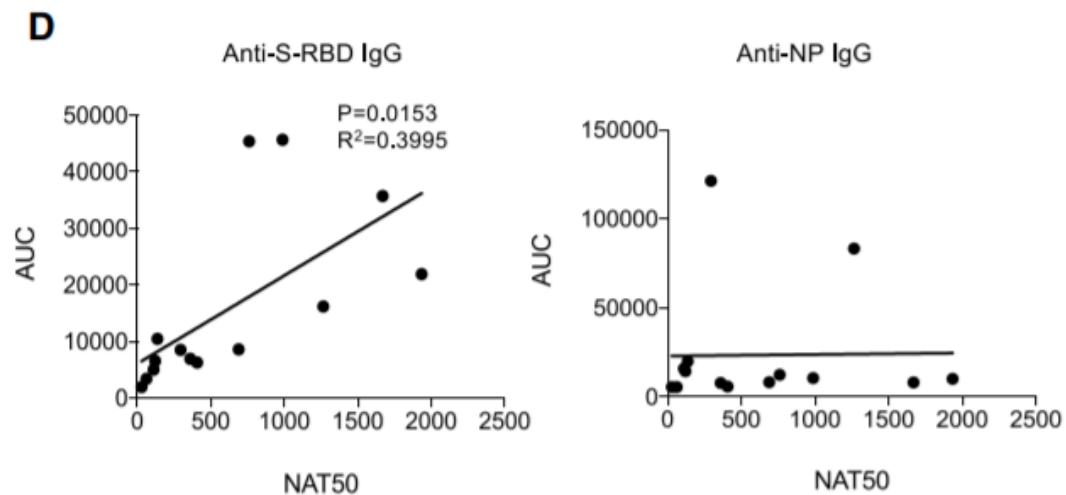 D
Anti-S-RBD IgG
P=0.0153
R²=0.3995
50000
40000
30000
20000
10000
0
AUC
0 500 1000 1500 2000 2500
NAT50
Anti-NP IgG
150000
100000
50000
0
AUC
0 500 1000 1500 2000 2500
NAT50